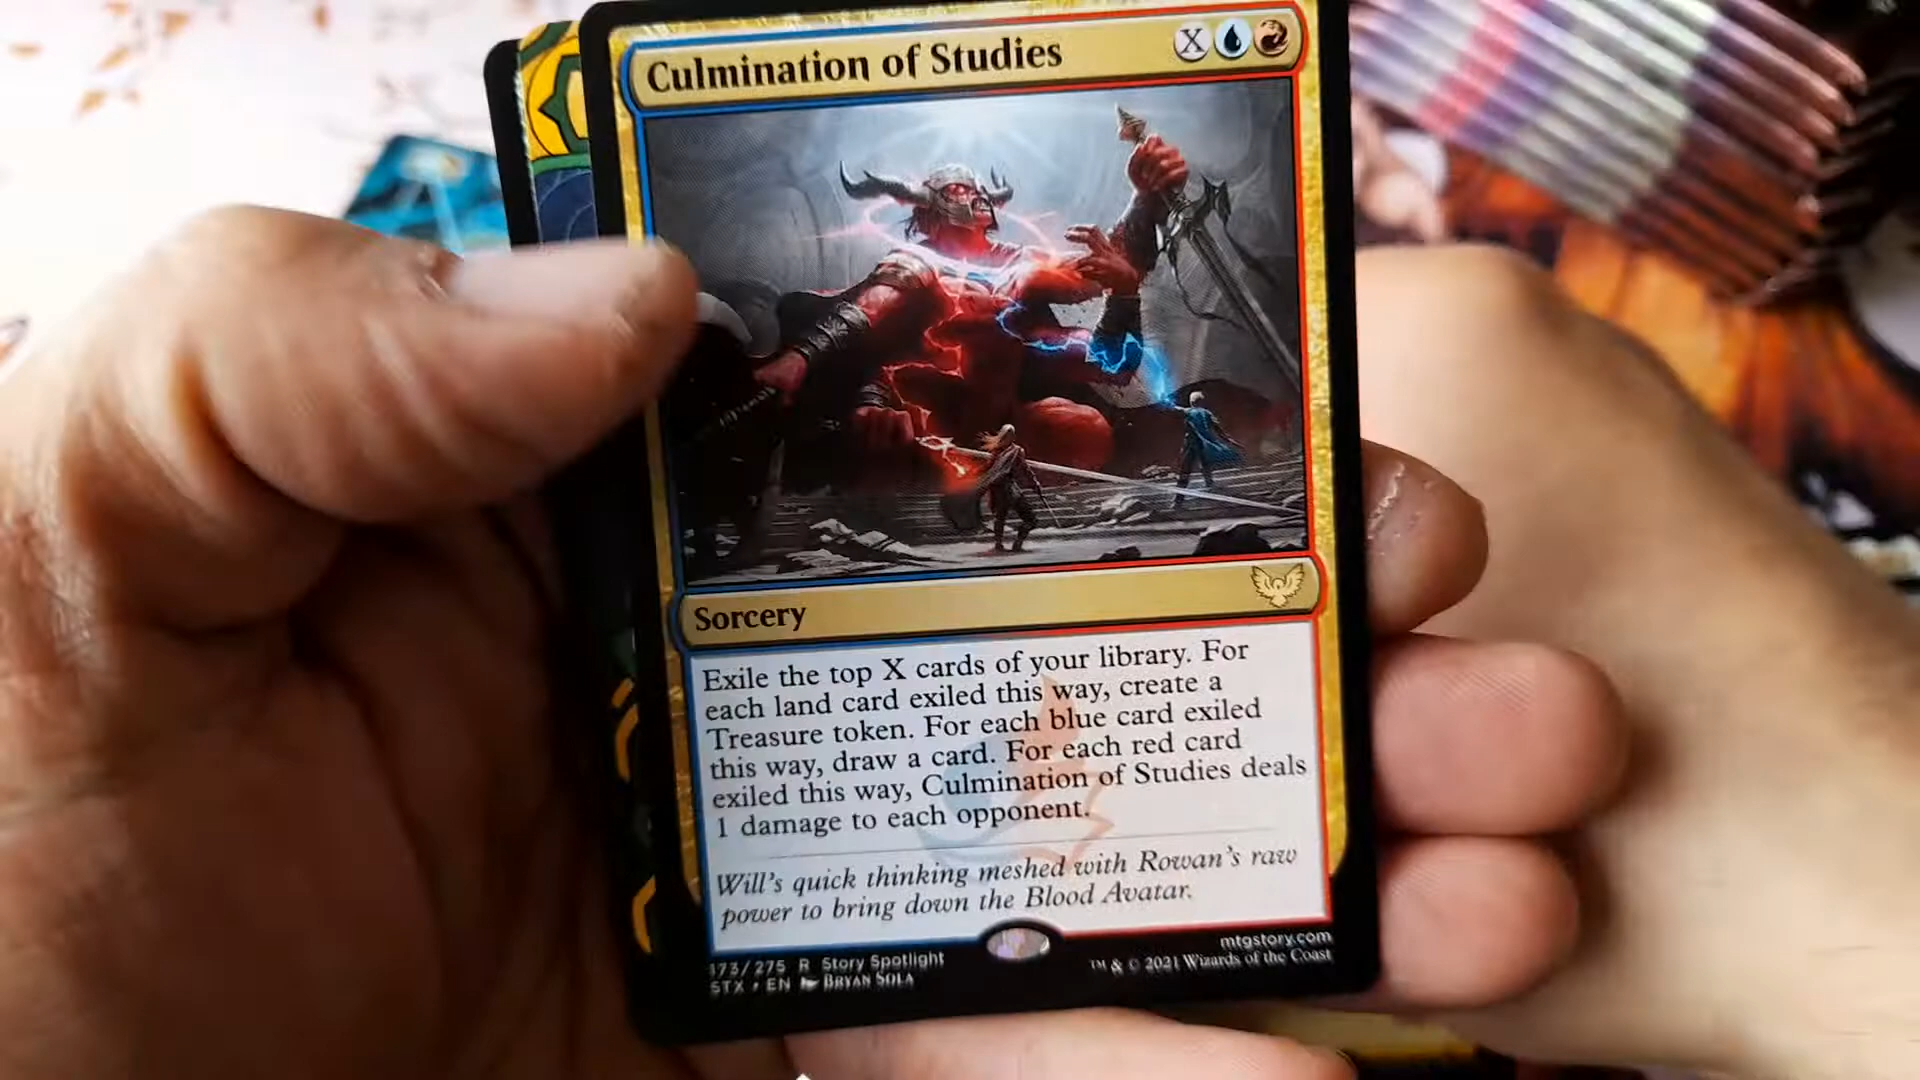 Culmination of Studies X
Sorcery
Exile the top X cards of your library. For
each land card exiled this way, create a
Treasure token. For each blue card exiled
this way, draw a card. For each red card
exiled this way, Culmination of Studies deals
1 damage to each opponent.
Will's quick thinking meshed with Rowan's raw
power to bring down the Blood Avatar.
173/275 R Story Spotlight mtgstory.com
STX • EN Bryan Sola ™ & © 2021 Wizards of the Coast